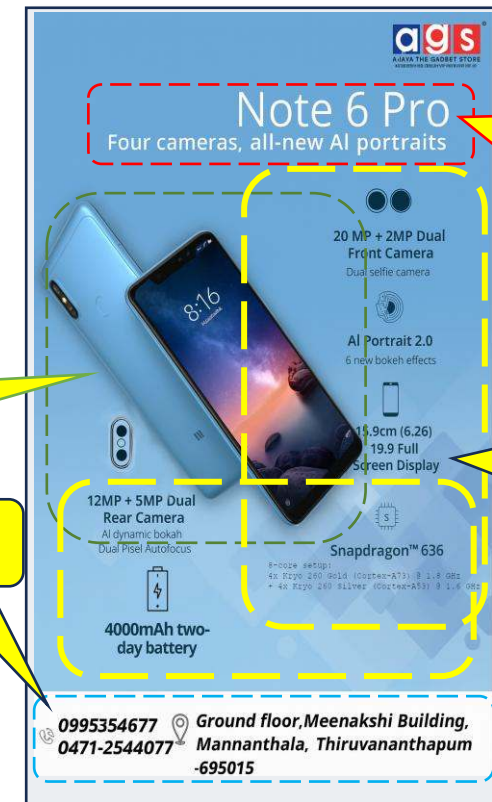 ags
AJAYA THE GADGET STORE
Note 6 Pro
Four cameras, all-new AI portraits
20 MP + 2MP Dual
Front Camera
Dual selfie camera
8:16
AI Portrait 2.0
6 new bokeh effects
15.9cm (6.26)
19.9 Full
Screen Display
12MP + 5MP Dual
Rear Camera
AI dynamic bokah
Dual Pisel Autofocus
S
Snapdragon™ 636
8-core setup:
4x Kryo 260 Gold (Cortex-A73) @ 1.8 GHz
+ 4x Kryo 260 Silver (Cortex-A53) @ 1.6 GHz
4000mAh two-
day battery
0995354677
0471-2544077
Ground floor,Meenakshi Building,
Mannanthala, Thiruvananthapum
-695015